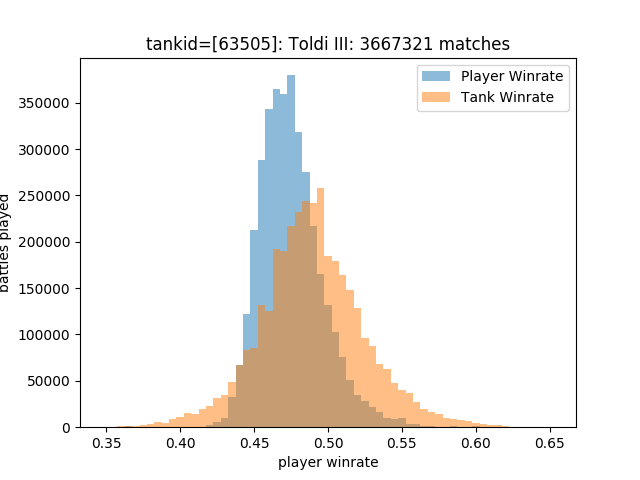 tankid=[63505]: Toldi III: 3667321 matches
Player Winrate
Tank Winrate
battles played
350000
300000
250000
200000
150000
100000
50000
0
0.35 0.40 0.45 0.50 0.55 0.60 0.65
player winrate